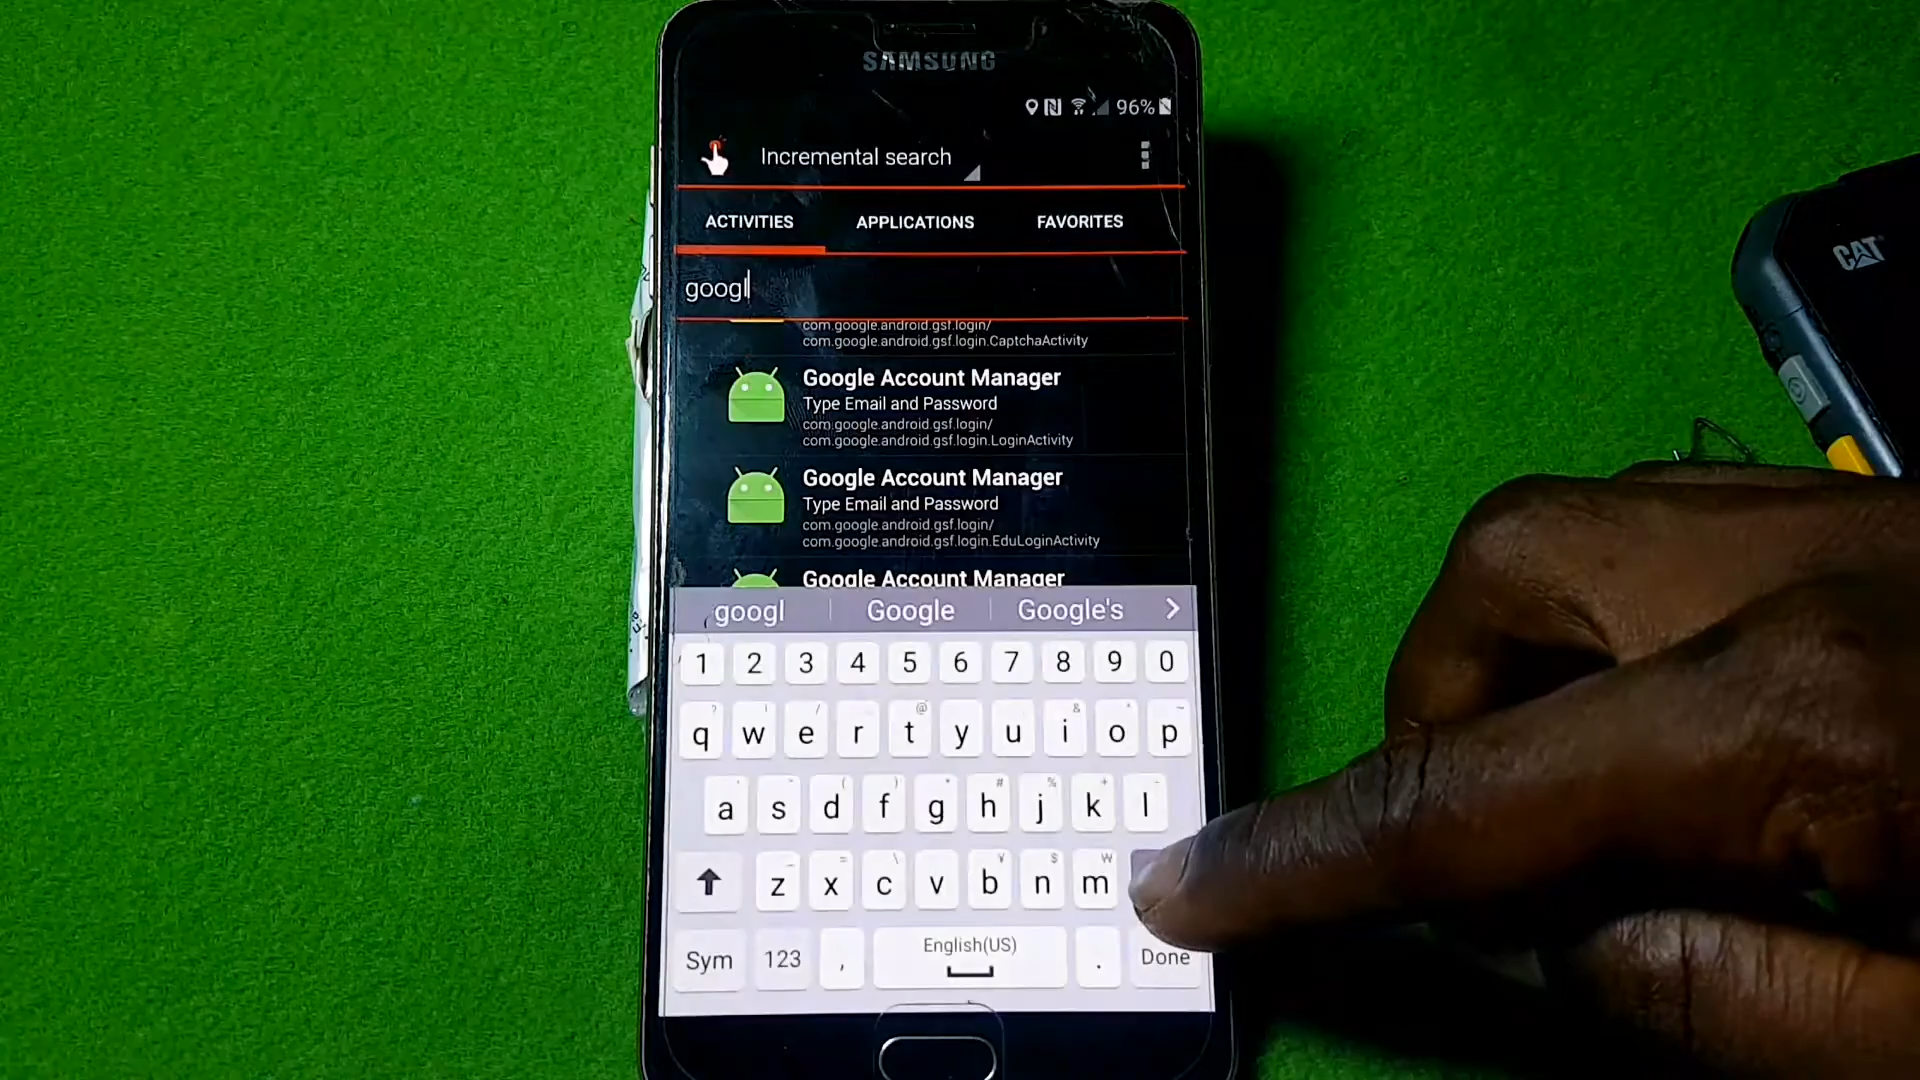 SAMSUNG
96%
Incremental search
ACTIVITIES APPLICATIONS FAVORITES
googl
com.google.android.gsf.login/
com.google.android.gsf.login.CaptchaActivity
Google Account Manager
Type Email and Password
com.google.android.gsf.login/
com.google.android.gsf.login.LoginActivity
Google Account Manager
Type Email and Password
com.google.android.gsf.login/
com.google.android.gsf.login.EduLoginActivity
Google Account Manager
googl Google Google's
1 2 3 4 5 6 7 8 9 0
q w e r t y u i o p
a s d f g h j k l
z x c v b n m
Sym 123 , English(US) . Done
CAT